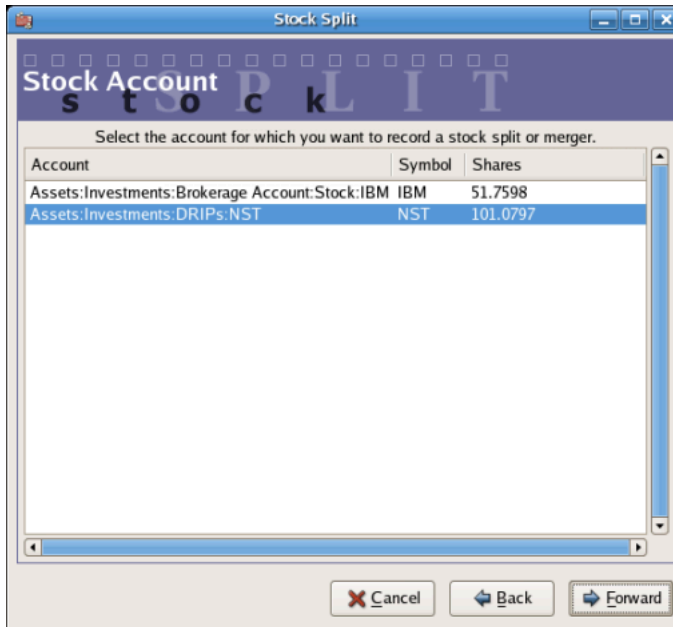 Stock Split
Stock Account
SPLIT
stock
Select the account for which you want to record a stock split or merger.
Account Symbol Shares
Assets:Investments:Brokerage Account:Stock:IBM IBM 51.7598
Assets:Investments:DRIPs:NST NST 101.0797
Cancel Back Forward